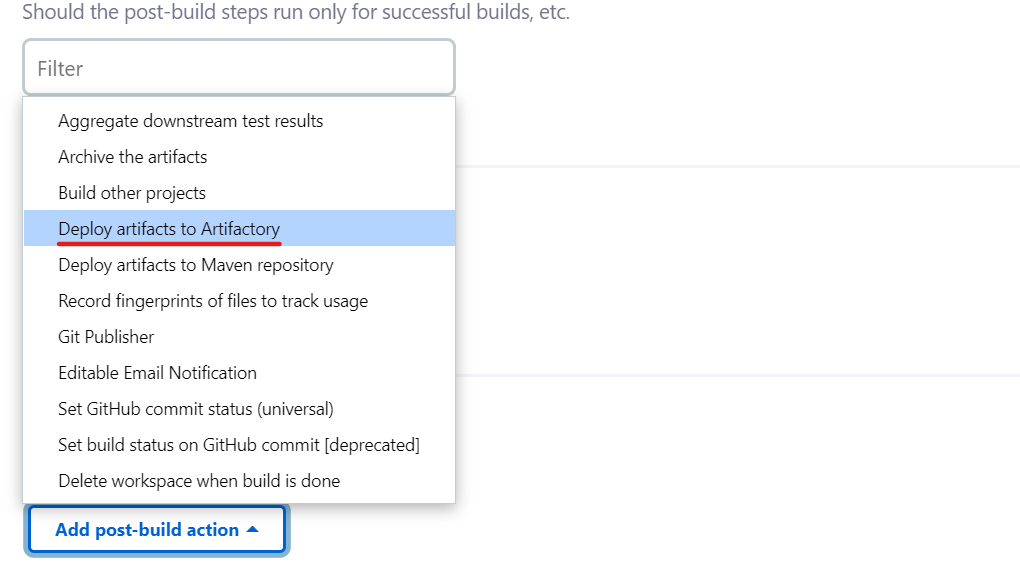 Should the post-build steps run only for successful builds, etc.
Filter
Aggregate downstream test results
Archive the artifacts
Build other projects
Deploy artifacts to Artifactory
Deploy artifacts to Maven repository
Record fingerprints of files to track usage
Git Publisher
Editable Email Notification
Set GitHub commit status (universal)
Set build status on GitHub commit [deprecated]
Delete workspace when build is done
Add post-build action